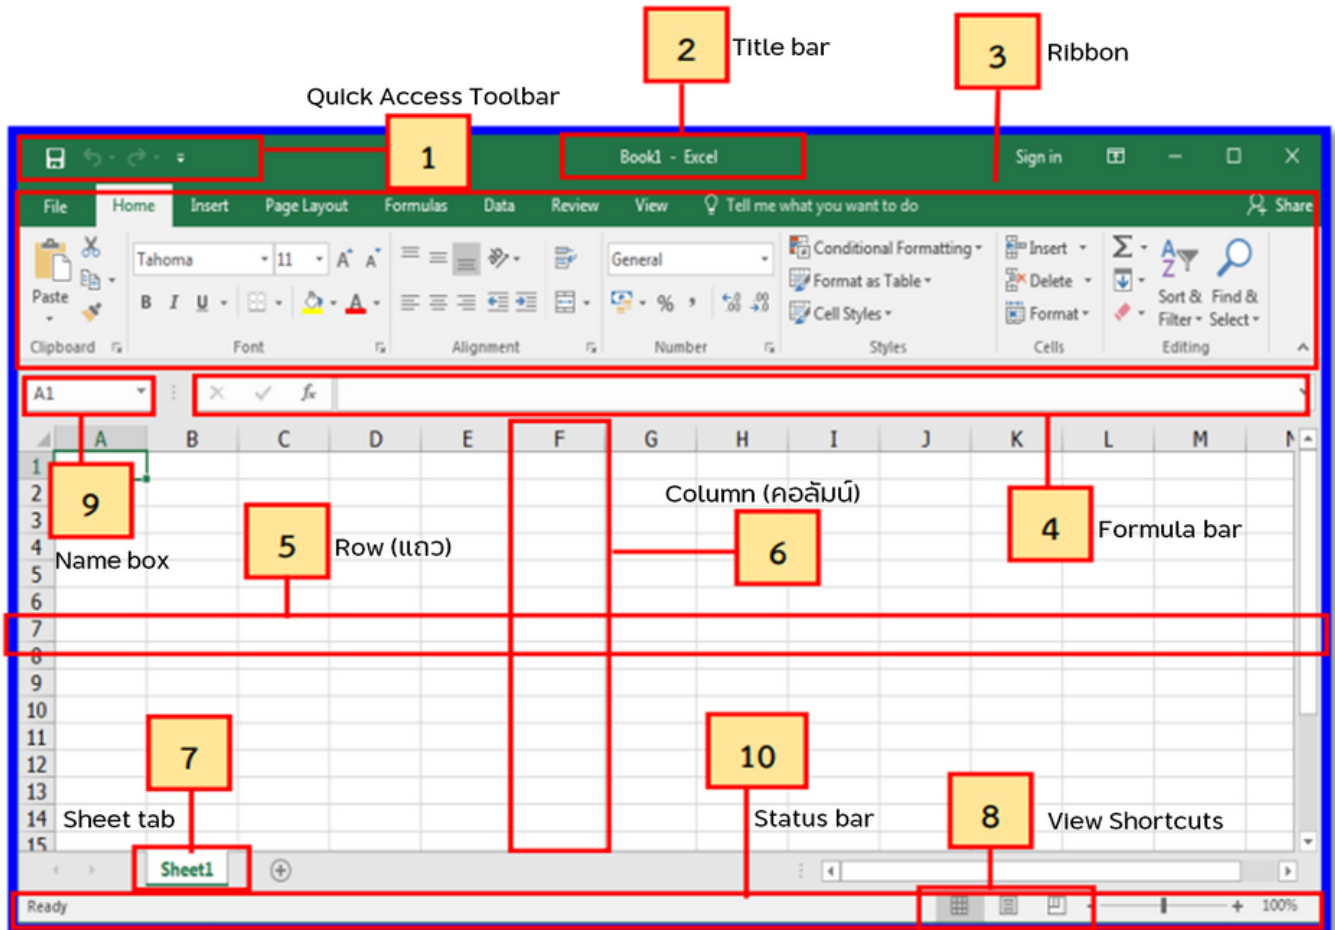 2 Title bar
3 Ribbon
Quick Access Toolbar
1
Book1 - Excel
Sign in
File Home Insert Page Layout Formulas Data Review View Tell me what you want to do Share
Tahoma 11 A A General Conditional Formatting Insert Σ A Z
Paste Format as Table Delete Sort & Find &
B I U A % , .0 .00 .00 .0 Cell Styles Format Filter Select
Clipboard Font Alignment Number Styles Cells Editing
A1 fx
A B C D E F G H I J K L M N
1
2
3
4
5
6
7
8
9
10
11
12
13
14
15
9
Name box
5 Row (แถว)
Column (คอลัมน์)
6
4 Formula bar
7
Sheet tab
10
Status bar
8 View Shortcuts
Sheet1
Ready 100%